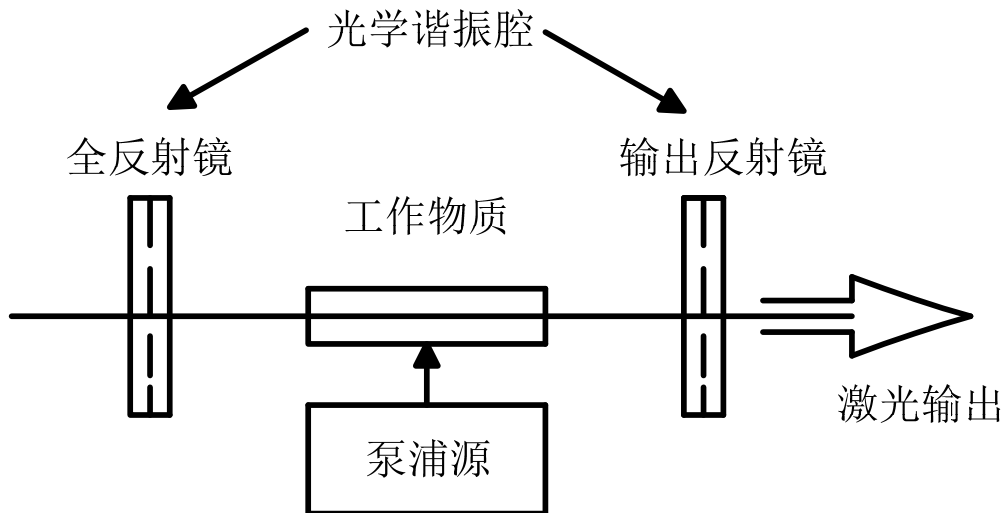 光学谐振腔
全反射镜
输出反射镜
工作物质
激光输出
泵浦源